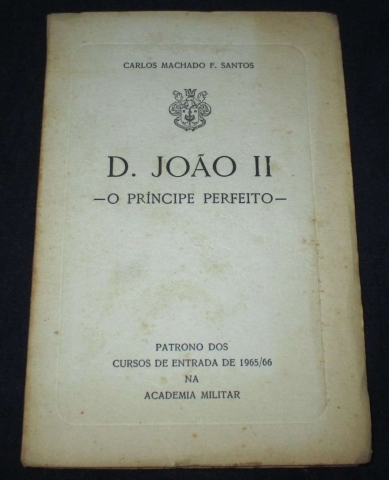 CARLOS MACHADO F. SANTOS
D. JOÃO II
—O PRÍNCIPE PERFEITO—
PATRONO DOS
CURSOS DE ENTRADA DE 1965/66
NA
ACADEMIA MILITAR